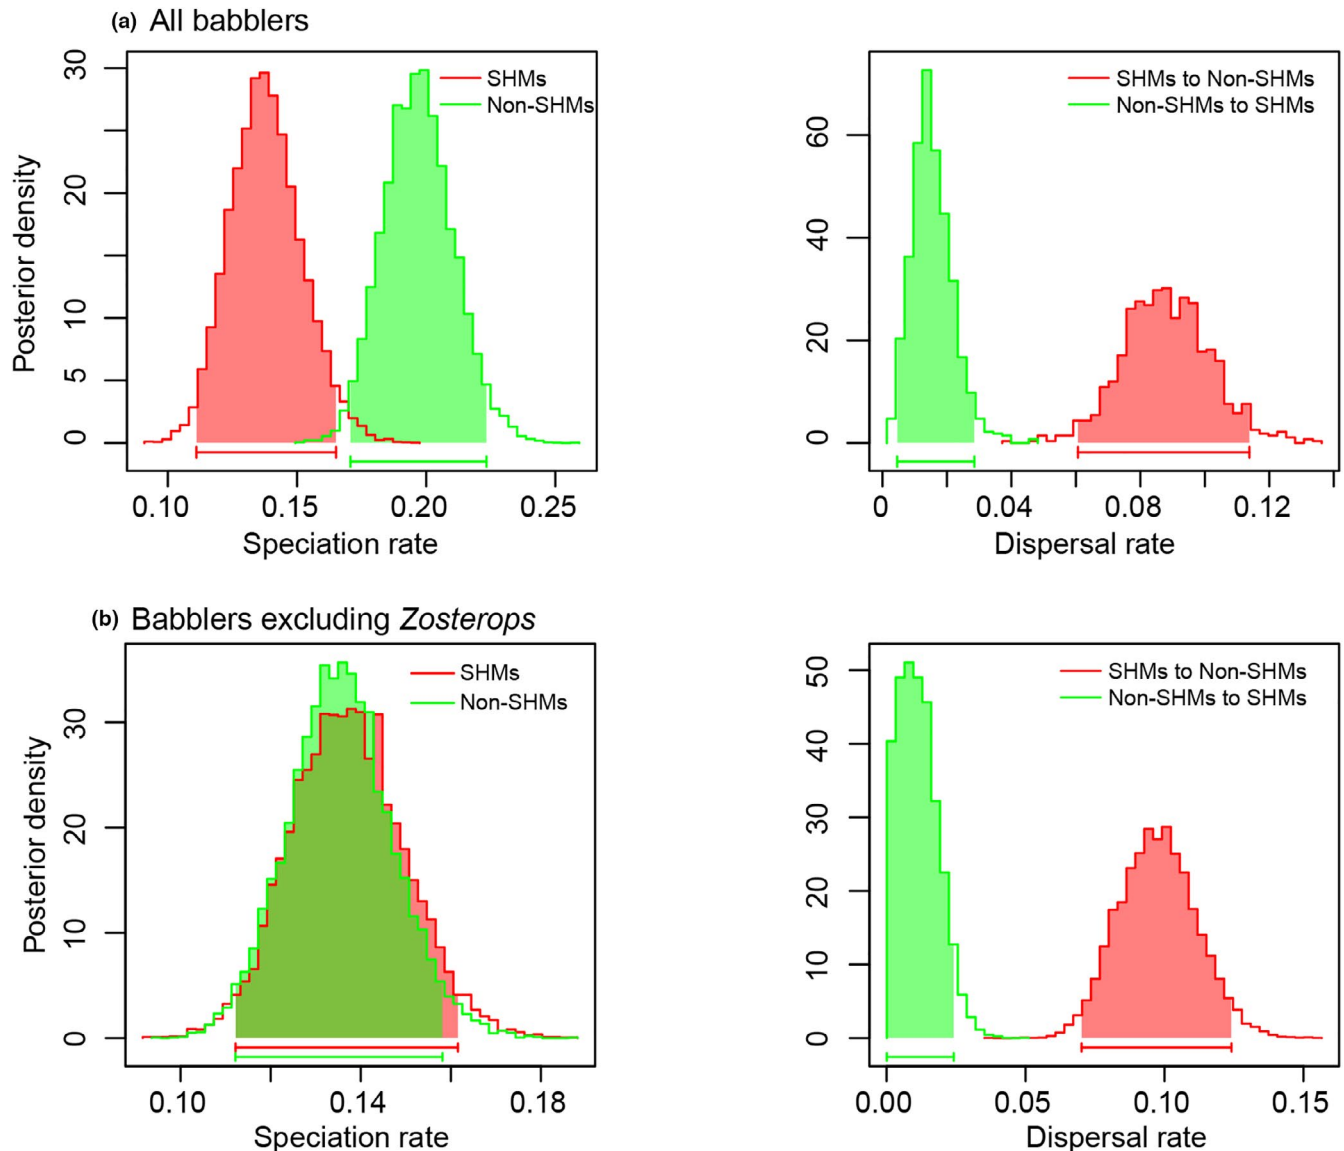 (a) All babblers
SHMs
Non-SHMs
Posterior density
0
5
10
20
30
0.10
0.15
0.20
0.25
Speciation rate
SHMs to Non-SHMs
Non-SHMs to SHMs
0
20
40
60
0
0.04
0.08
0.12
Dispersal rate
(b) Babblers excluding Zosterops
SHMs
Non-SHMs
Posterior density
0
10
20
30
0.10
0.14
0.18
Speciation rate
SHMs to Non-SHMs
Non-SHMs to SHMs
0
10
20
30
40
50
0.00
0.05
0.10
0.15
Dispersal rate